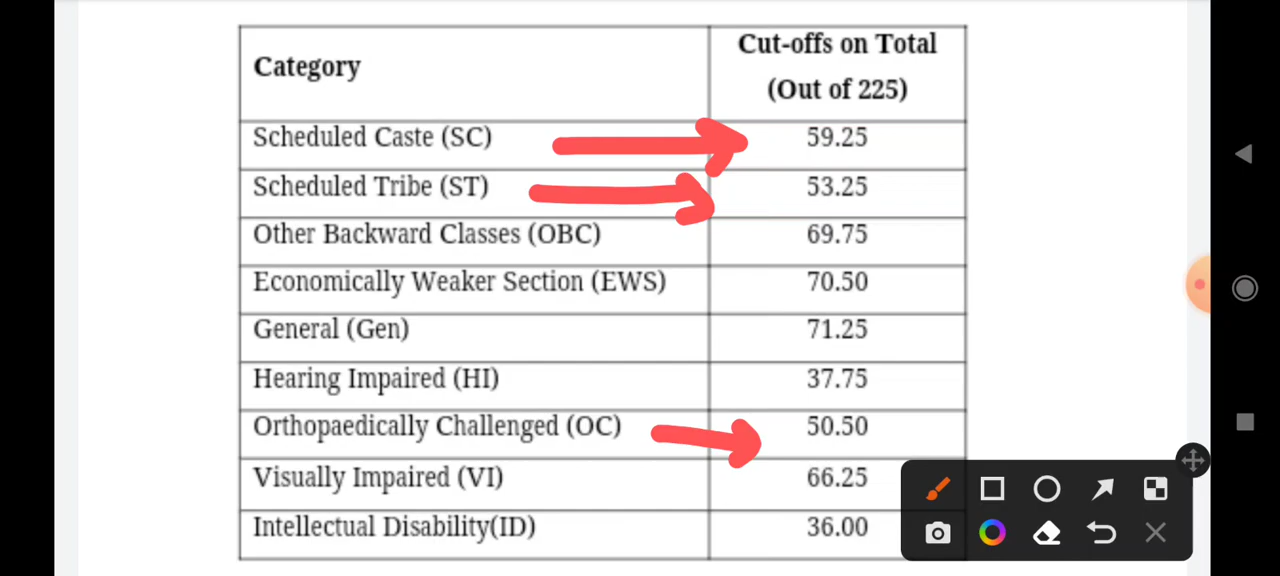 Category
Cut-offs on Total
(Out of 225)
Scheduled Caste (SC) 59.25
Scheduled Tribe (ST) 53.25
Other Backward Classes (OBC) 69.75
Economically Weaker Section (EWS) 70.50
General (Gen) 71.25
Hearing Impaired (HI) 37.75
Orthopaedically Challenged (OC) 50.50
Visually Impaired (VI) 66.25
Intellectual Disability(ID) 36.00